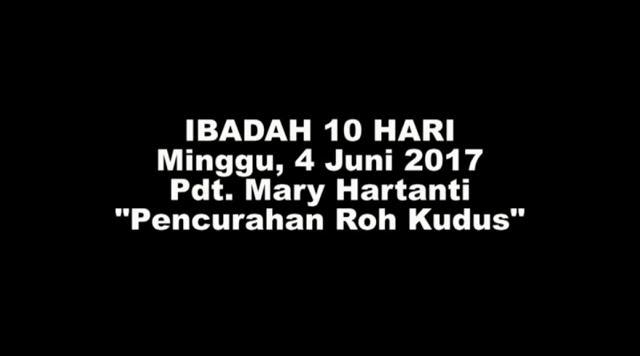 IBADAH 10 HARI
Minggu, 4 Juni 2017
Pdt. Mary Hartanti
"Pencurahan Roh Kudus"